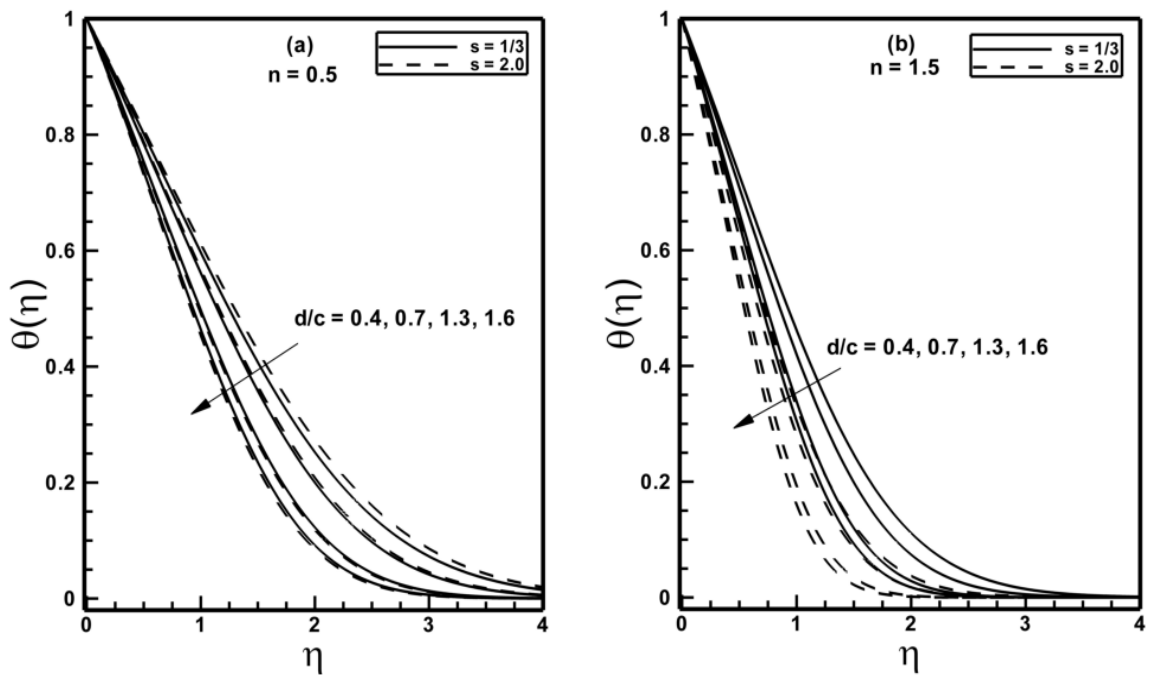 (a)
n = 0.5
s = 1/3
s = 2.0
1
0.8
0.6
0.4
0.2
0
θ(η)
d/c = 0.4, 0.7, 1.3, 1.6
0 1 2 3 4
η
(b)
n = 1.5
s = 1/3
s = 2.0
1
0.8
0.6
0.4
0.2
0
θ(η)
d/c = 0.4, 0.7, 1.3, 1.6
0 1 2 3 4
η